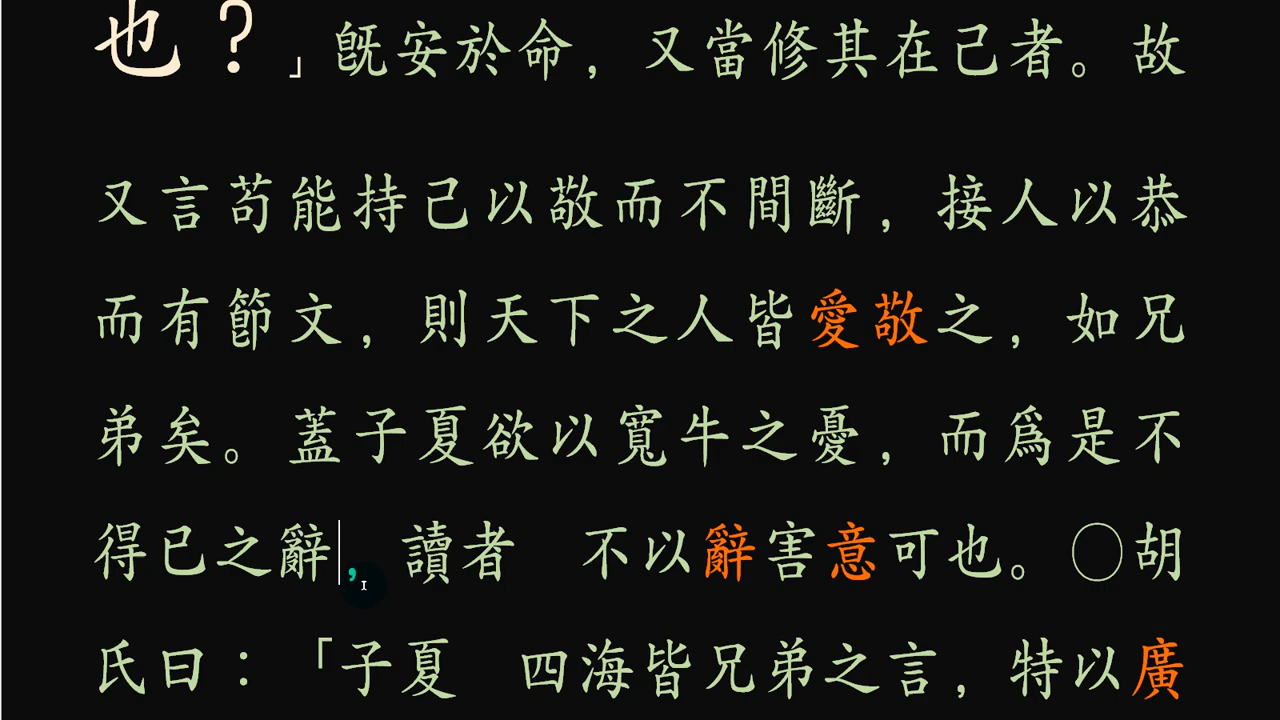 也？」旣安於命，又當修其在己者。故
又言苟能持己以敬而不間斷，接人以恭
而有節文，則天下之人皆愛敬之，如兄
弟矣。蓋子夏欲以寬牛之憂，而爲是不
得已之辭，讀者　不以辭害意可也。○胡
氏曰：「子夏　四海皆兄弟之言，特以廣